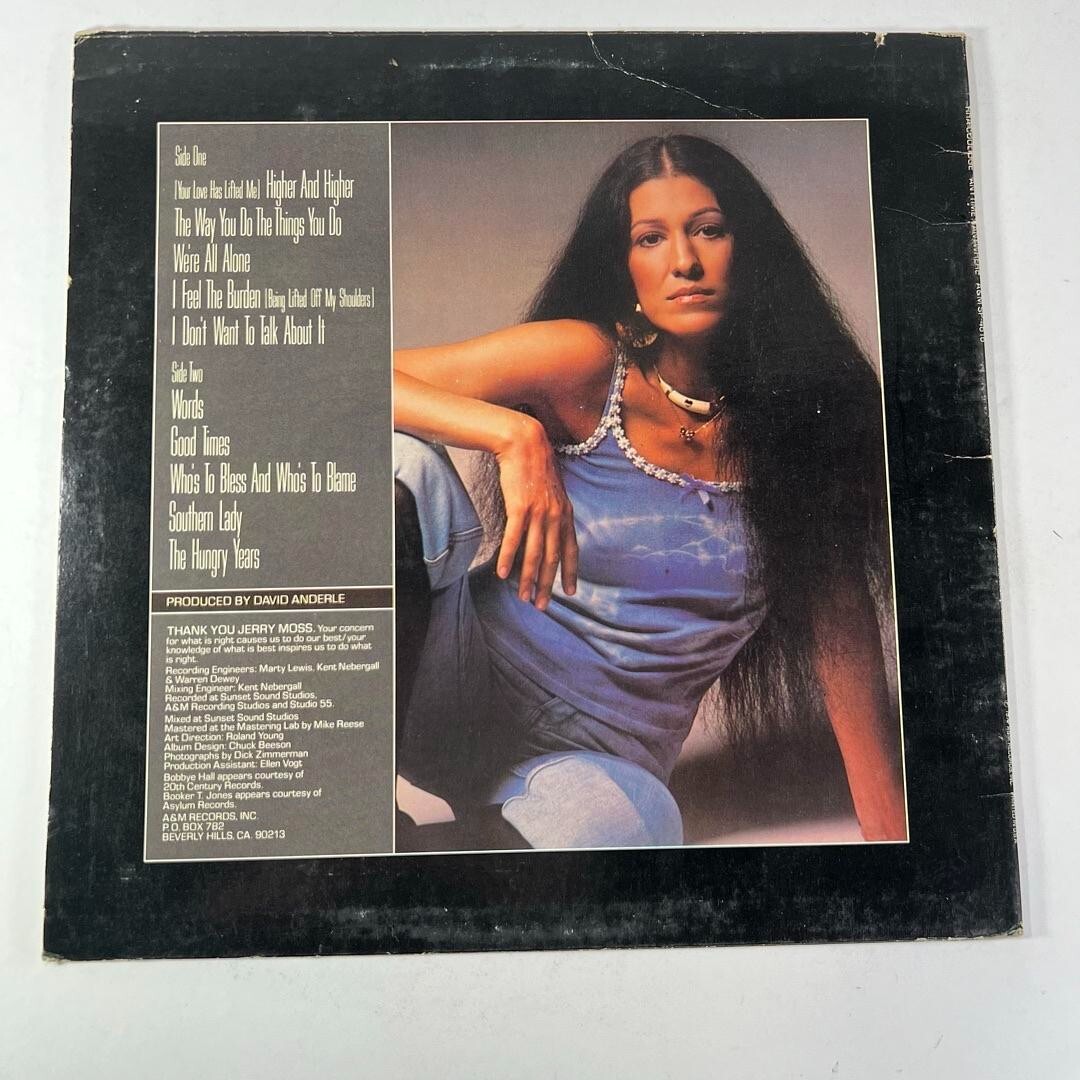 Side One
(Your Love Has Lifted Me) Higher And Higher
The Way You Do The Things You Do
We're All Alone
I Feel The Burden (Being Lifted Off My Shoulders)
I Don't Want To Talk About It
Side Two
Words
Good Times
Who's To Bless And Who's To Blame
Southern Lady
The Hungry Years
PRODUCED BY DAVID ANDERLE
THANK YOU JERRY MOSS. Your concern
for what is right causes us to do our best/your
knowledge of what is best inspires us to do what
is right.
Recording Engineers: Marty Lewis, Kent Nebergall
& Warren Dewey
Mixing Engineer: Kent Nebergall
Recorded at Sunset Sound Studios,
A&M Recording Studios and Studio 55.
Mixed at Sunset Sound Studios
Mastered at the Mastering Lab by Mike Reese
Art Direction: Roland Young
Album Design: Chuck Beeson
Photographs by Dick Zimmerman
Production Assistant: Ellen Vogt
Bobbye Hall appears courtesy of
20th Century Records.
Booker T. Jones appears courtesy of
Asylum Records.
A&M RECORDS, INC.
P.O. BOX 782
BEVERLY HILLS, CA. 90213